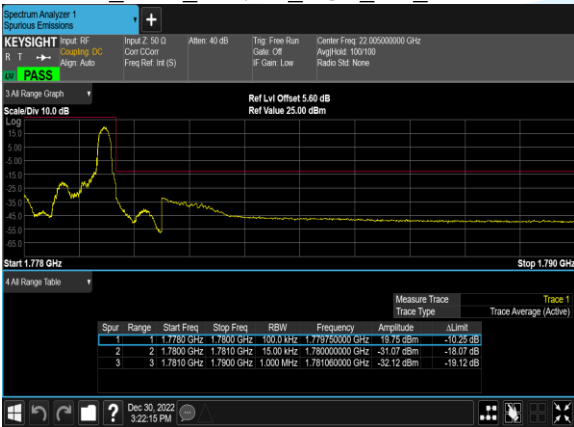 Spectrum Analyzer 1
Spurious Emissions
KEYSIGHT Input: RF Input Z: 50 Ω Atten: 40 dB Trig: Free Run Center Freq: 22.005000000 GHz
R T Coupling: DC Corr CCorr Gate: Off Avg|Hold: 100/100
Align: Auto Freq Ref: Int (S) IF Gain: Low Radio Std: None
PASS
3 All Range Graph
Ref Lvl Offset 5.60 dB
Scale/Div 10.0 dB Ref Value 25.00 dBm
Log
15.0
5.00
-5.00
-15.0
-25.0
-35.0
-45.0
-55.0
-65.0
Start 1.778 GHz Stop 1.790 GHz
4 All Range Table
Measure Trace Trace 1
Trace Type Trace Average (Active)
Spur Range Start Freq Stop Freq RBW Frequency Amplitude ΔLimit
1 1 1.7780 GHz 1.7800 GHz 100.0 kHz 1.779750000 GHz 19.75 dBm -10.25 dB
2 2 1.7800 GHz 1.7810 GHz 15.00 kHz 1.780000000 GHz -31.07 dBm -18.07 dB
3 3 1.7810 GHz 1.7900 GHz 1.000 MHz 1.781060000 GHz -32.12 dBm -19.12 dB
Dec 30, 2022
3:22:15 PM